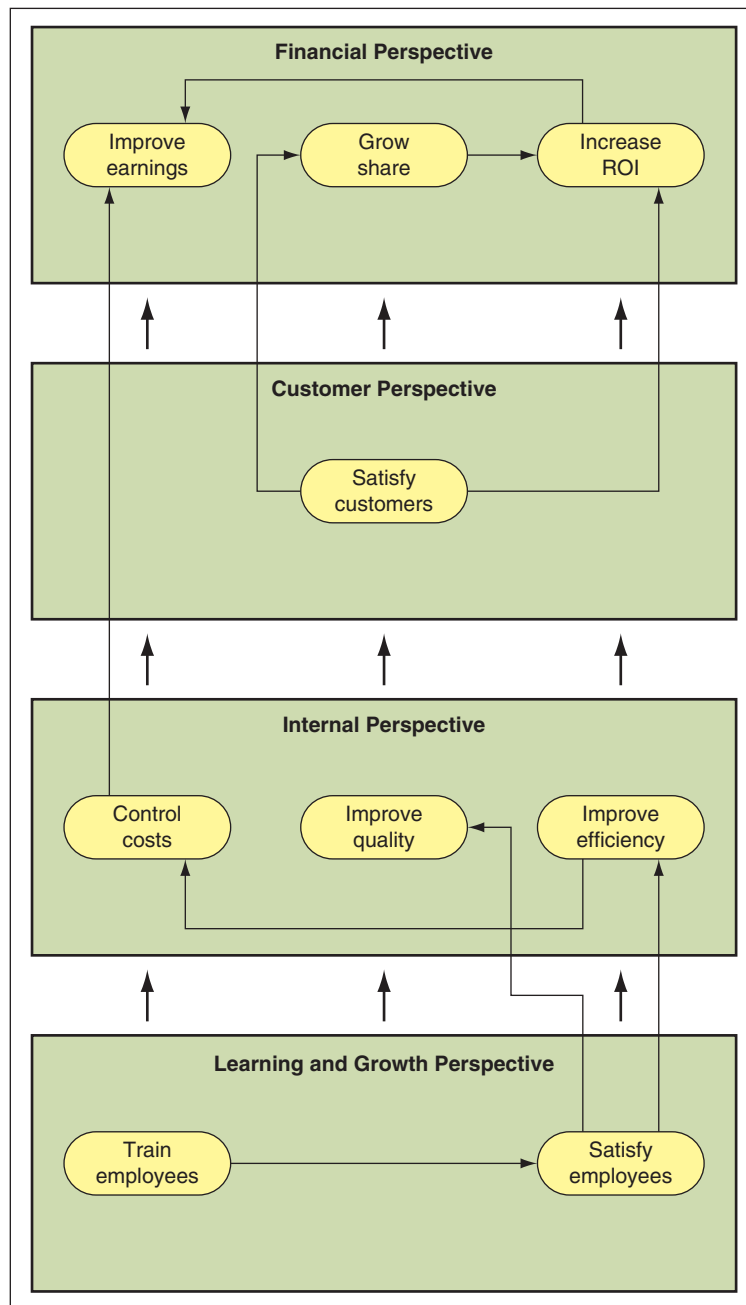 Financial Perspective
Improve
earnings
Grow
share
Increase
ROI
Customer Perspective
Satisfy
customers
Internal Perspective
Control
costs
Improve
quality
Improve
efficiency
Learning and Growth Perspective
Train
employees
Satisfy
employees